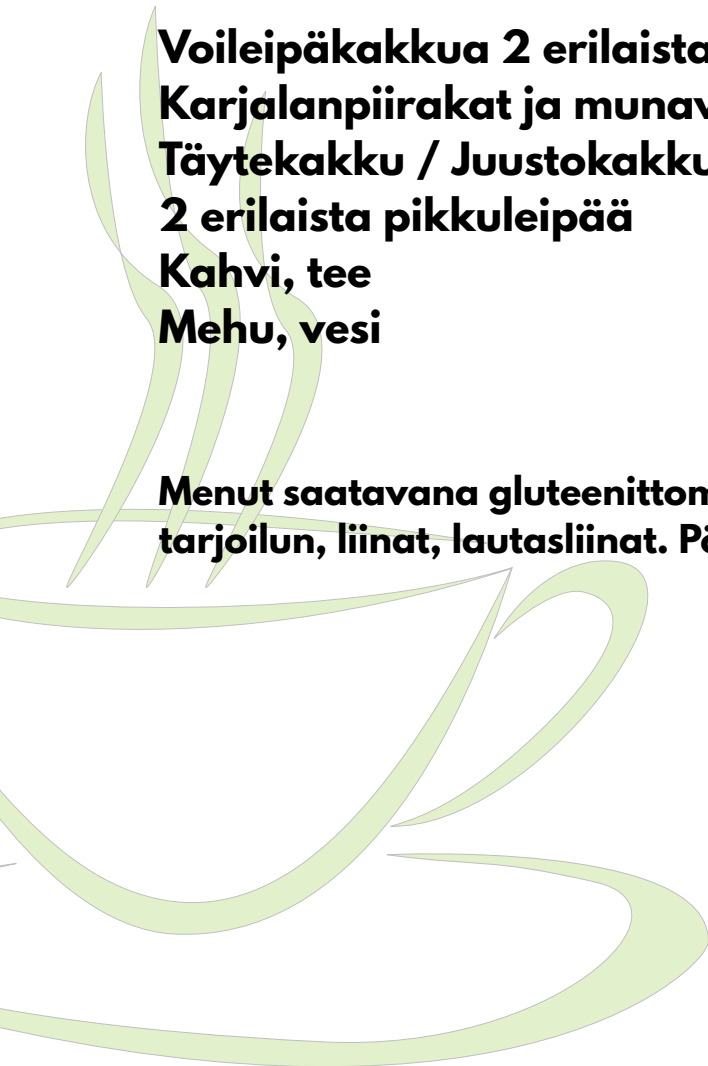 Voileipäkakkua 2 erilaista
Karjalanpiirakat ja munav
Täytekakku / Juustokakku
2 erilaista pikkuleipää
Kahvi, tee
Mehu, vesi
Menut saatavana gluteenittom
tarjoilun, liinat, lautasliinat. Pö